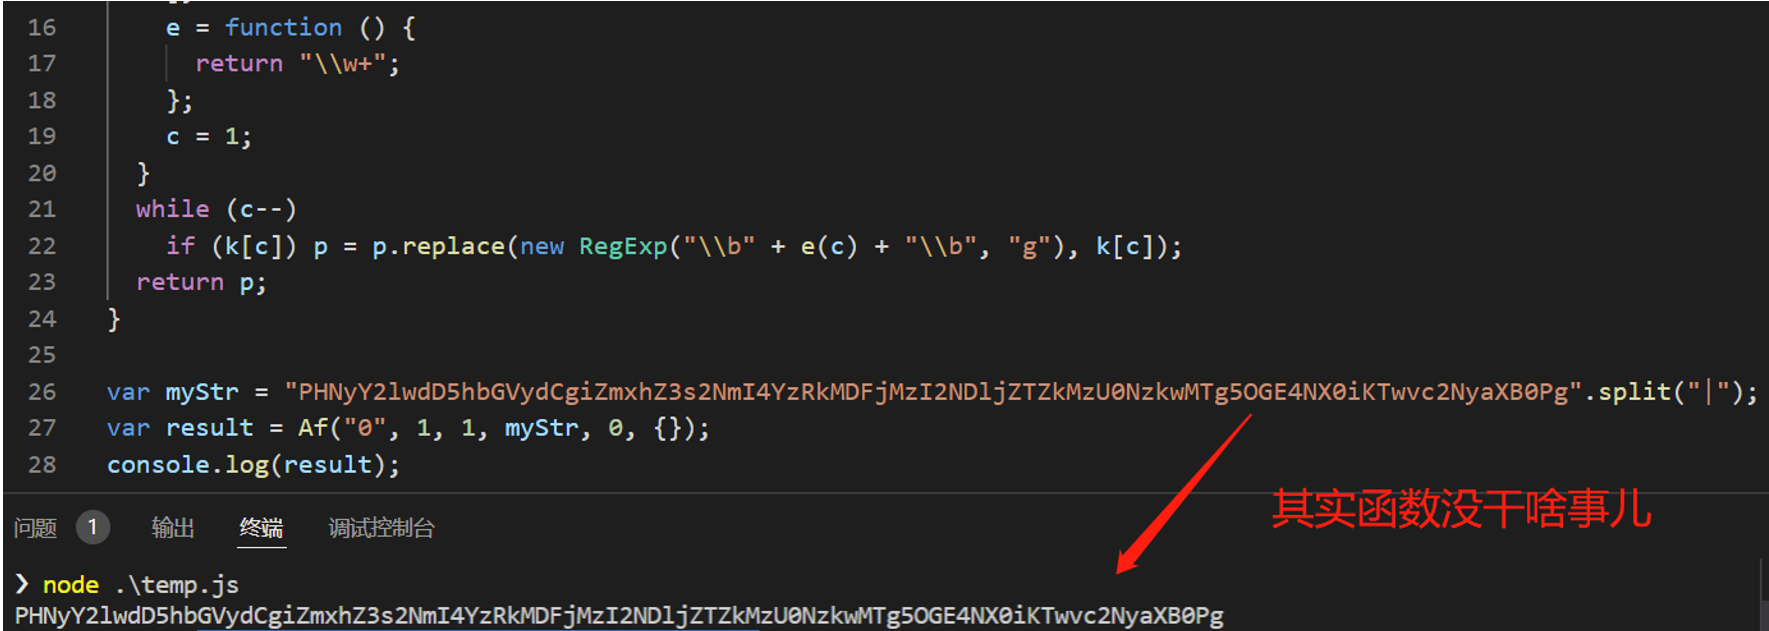 16 e = function () {
17 return "\\w+";
18 };
19 c = 1;
20 }
21 while (c--)
22 if (k[c]) p = p.replace(new RegExp("\\b" + e(c) + "\\b", "g"), k[c]);
23 return p;
24 }
25
26 var myStr = "PHNyY2lwdD5hbGVydCgiZmxhZ3s2NmI4YzRkMDFjMzI2NDljZTZkMzU0NzkwMTg5OGE4NX0iKTwvc2NyaXB0Pg".split("|");
27 var result = Af("0", 1, 1, myStr, 0, {});
28 console.log(result);
其实函数没干啥事儿
问题 1 输出 终端 调试控制台
❯ node .\temp.js
PHNyY2lwdD5hbGVydCgiZmxhZ3s2NmI4YzRkMDFjMzI2NDljZTZkMzU0NzkwMTg5OGE4NX0iKTwvc2NyaXB0Pg